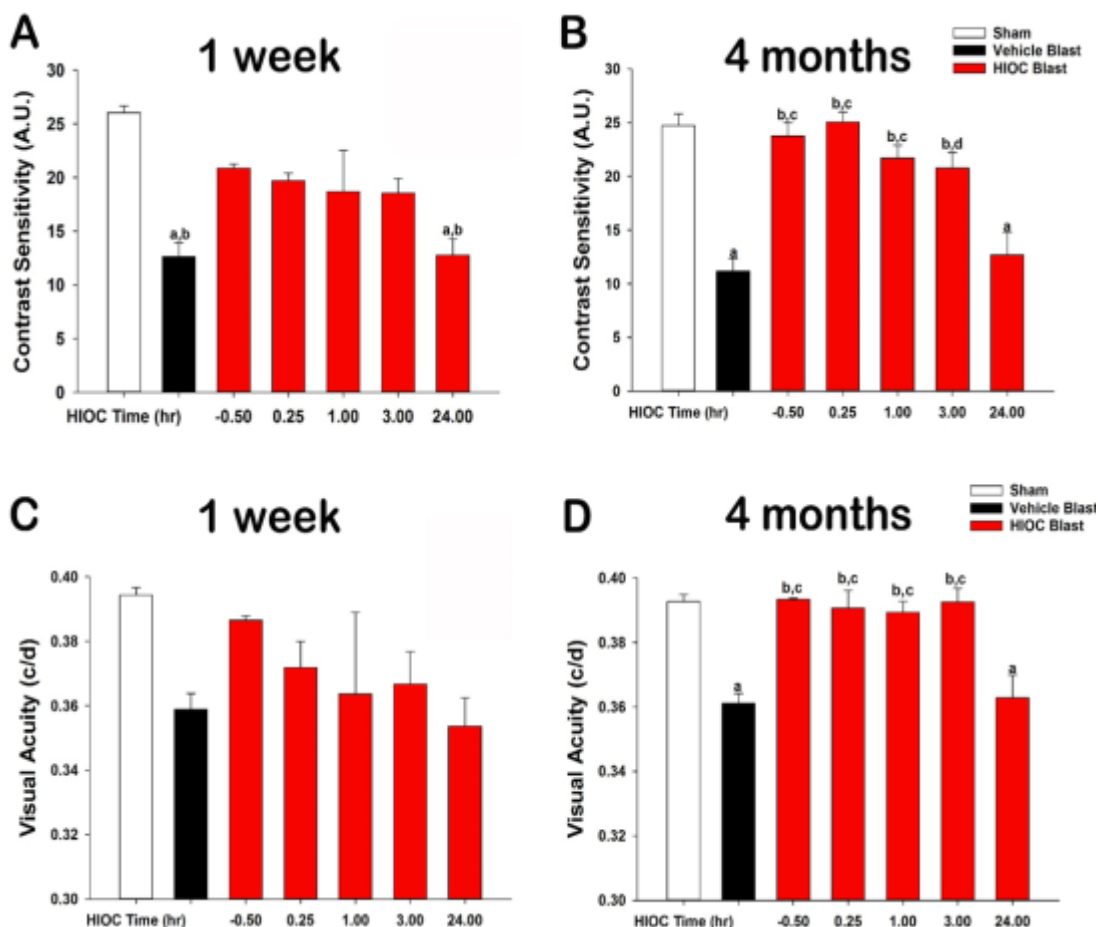 A
1 week
30
25
20
15
10
5
0
Contrast Sensitivity (A.U.)
a,b
a,b
HIOC Time (hr) -0.50 0.25 1.00 3.00 24.00
B
4 months
Sham
Vehicle Blast
HIOC Blast
30
25
20
15
10
5
0
Contrast Sensitivity (A.U.)
a
b,c
b,c
b,c
b,d
a
HIOC Time (hr) -0.50 0.25 1.00 3.00 24.00
C
1 week
0.40
0.38
0.36
0.34
0.32
0.30
Visual Acuity (c/d)
HIOC Time (hr) -0.50 0.25 1.00 3.00 24.00
D
4 months
Sham
Vehicle Blast
HIOC Blast
0.40
0.38
0.36
0.34
0.32
0.30
Visual Acuity (c/d)
a
b,c
b,c
b,c
b,c
a
HIOC Time (hr) -0.50 0.25 1.00 3.00 24.00